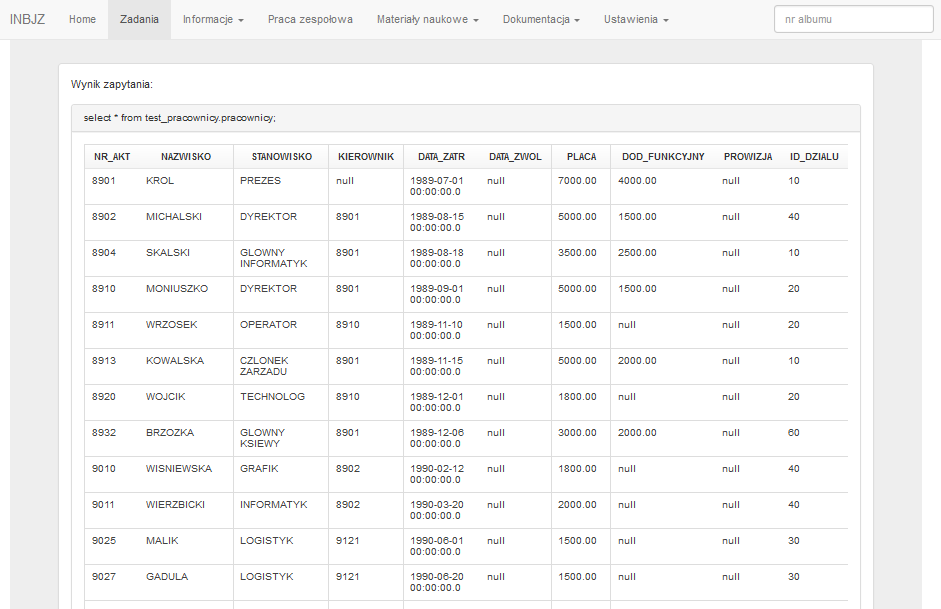 INBJZ Home Zadania Informacje Praca zespołowa Materiały naukowe Dokumentacja Ustawienia nr albumu
Wynik zapytania:
select * from test_pracownicy.pracownicy;
NR_AKT NAZWISKO STANOWISKO KIEROWNIK DATA_ZATR DATA_ZWOL PLACA DOD_FUNKCYJNY PROWIZJA ID_DZIALU
8901 KROL PREZES null 1989-07-01 null 7000.00 4000.00 null 10
00:00:00.0
8902 MICHALSKI DYREKTOR 8901 1989-08-15 null 5000.00 1500.00 null 40
00:00:00.0
8904 SKALSKI GLOWNY 8901 1989-08-18 null 3500.00 2500.00 null 10
INFORMATYK 00:00:00.0
8910 MONIUSZKO DYREKTOR 8901 1989-09-01 null 5000.00 1500.00 null 20
00:00:00.0
8911 WRZOSEK OPERATOR 8910 1989-11-10 null 1500.00 null null 20
00:00:00.0
8913 KOWALSKA CZLONEK 8901 1989-11-15 null 5000.00 2000.00 null 10
ZARZADU 00:00:00.0
8920 WOJCIK TECHNOLOG 8910 1989-12-01 null 1800.00 null null 20
00:00:00.0
8932 BRZOZKA GLOWNY 8901 1989-12-06 null 3000.00 2000.00 null 60
KSIEWY 00:00:00.0
9010 WISNIEWSKA GRAFIK 8902 1990-02-12 null 1800.00 null null 40
00:00:00.0
9011 WIERZBICKI INFORMATYK 8902 1990-03-20 null 2000.00 null null 40
00:00:00.0
9025 MALIK LOGISTYK 9121 1990-06-01 null 1500.00 null null 30
00:00:00.0
9027 GADULA LOGISTYK 9121 1990-06-20 null 1500.00 null null 30
00:00:00.0